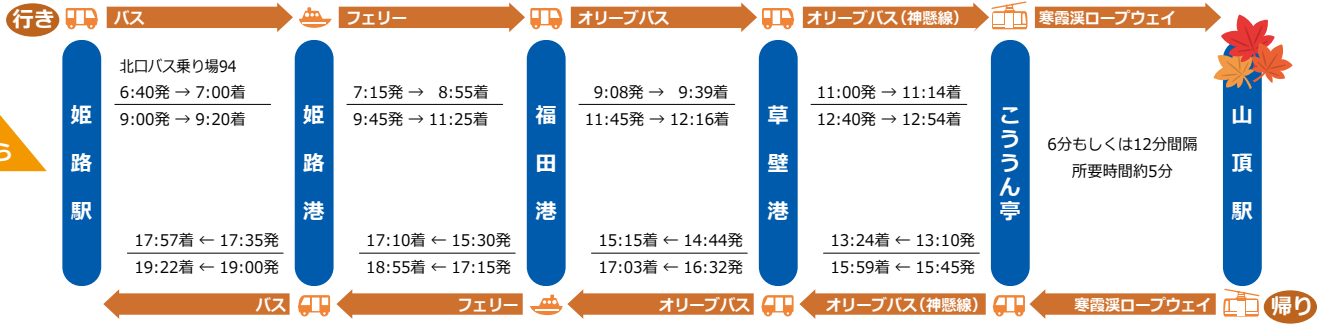 行き
バス
フェリー
オリーブバス
オリーブバス（神懸線）
寒霞渓ロープウェイ
姫路駅
北口バス乗り場94
6:40発 → 7:00着
9:00発 → 9:20着
17:57着 ← 17:35発
19:22着 ← 19:00発
姫路港
7:15発 → 8:55着
9:45発 → 11:25着
17:10着 ← 15:30発
18:55着 ← 17:15発
福田港
9:08発 → 9:39着
11:45発 → 12:16着
15:15着 ← 14:44発
17:03着 ← 16:32発
草壁港
11:00発 → 11:14着
12:40発 → 12:54着
13:24着 ← 13:10発
15:59着 ← 15:45発
こううん亭
6分もしくは12分間隔
所要時間約5分
山頂駅
ら
バス
フェリー
オリーブバス
オリーブバス（神懸線）
寒霞渓ロープウェイ
帰り